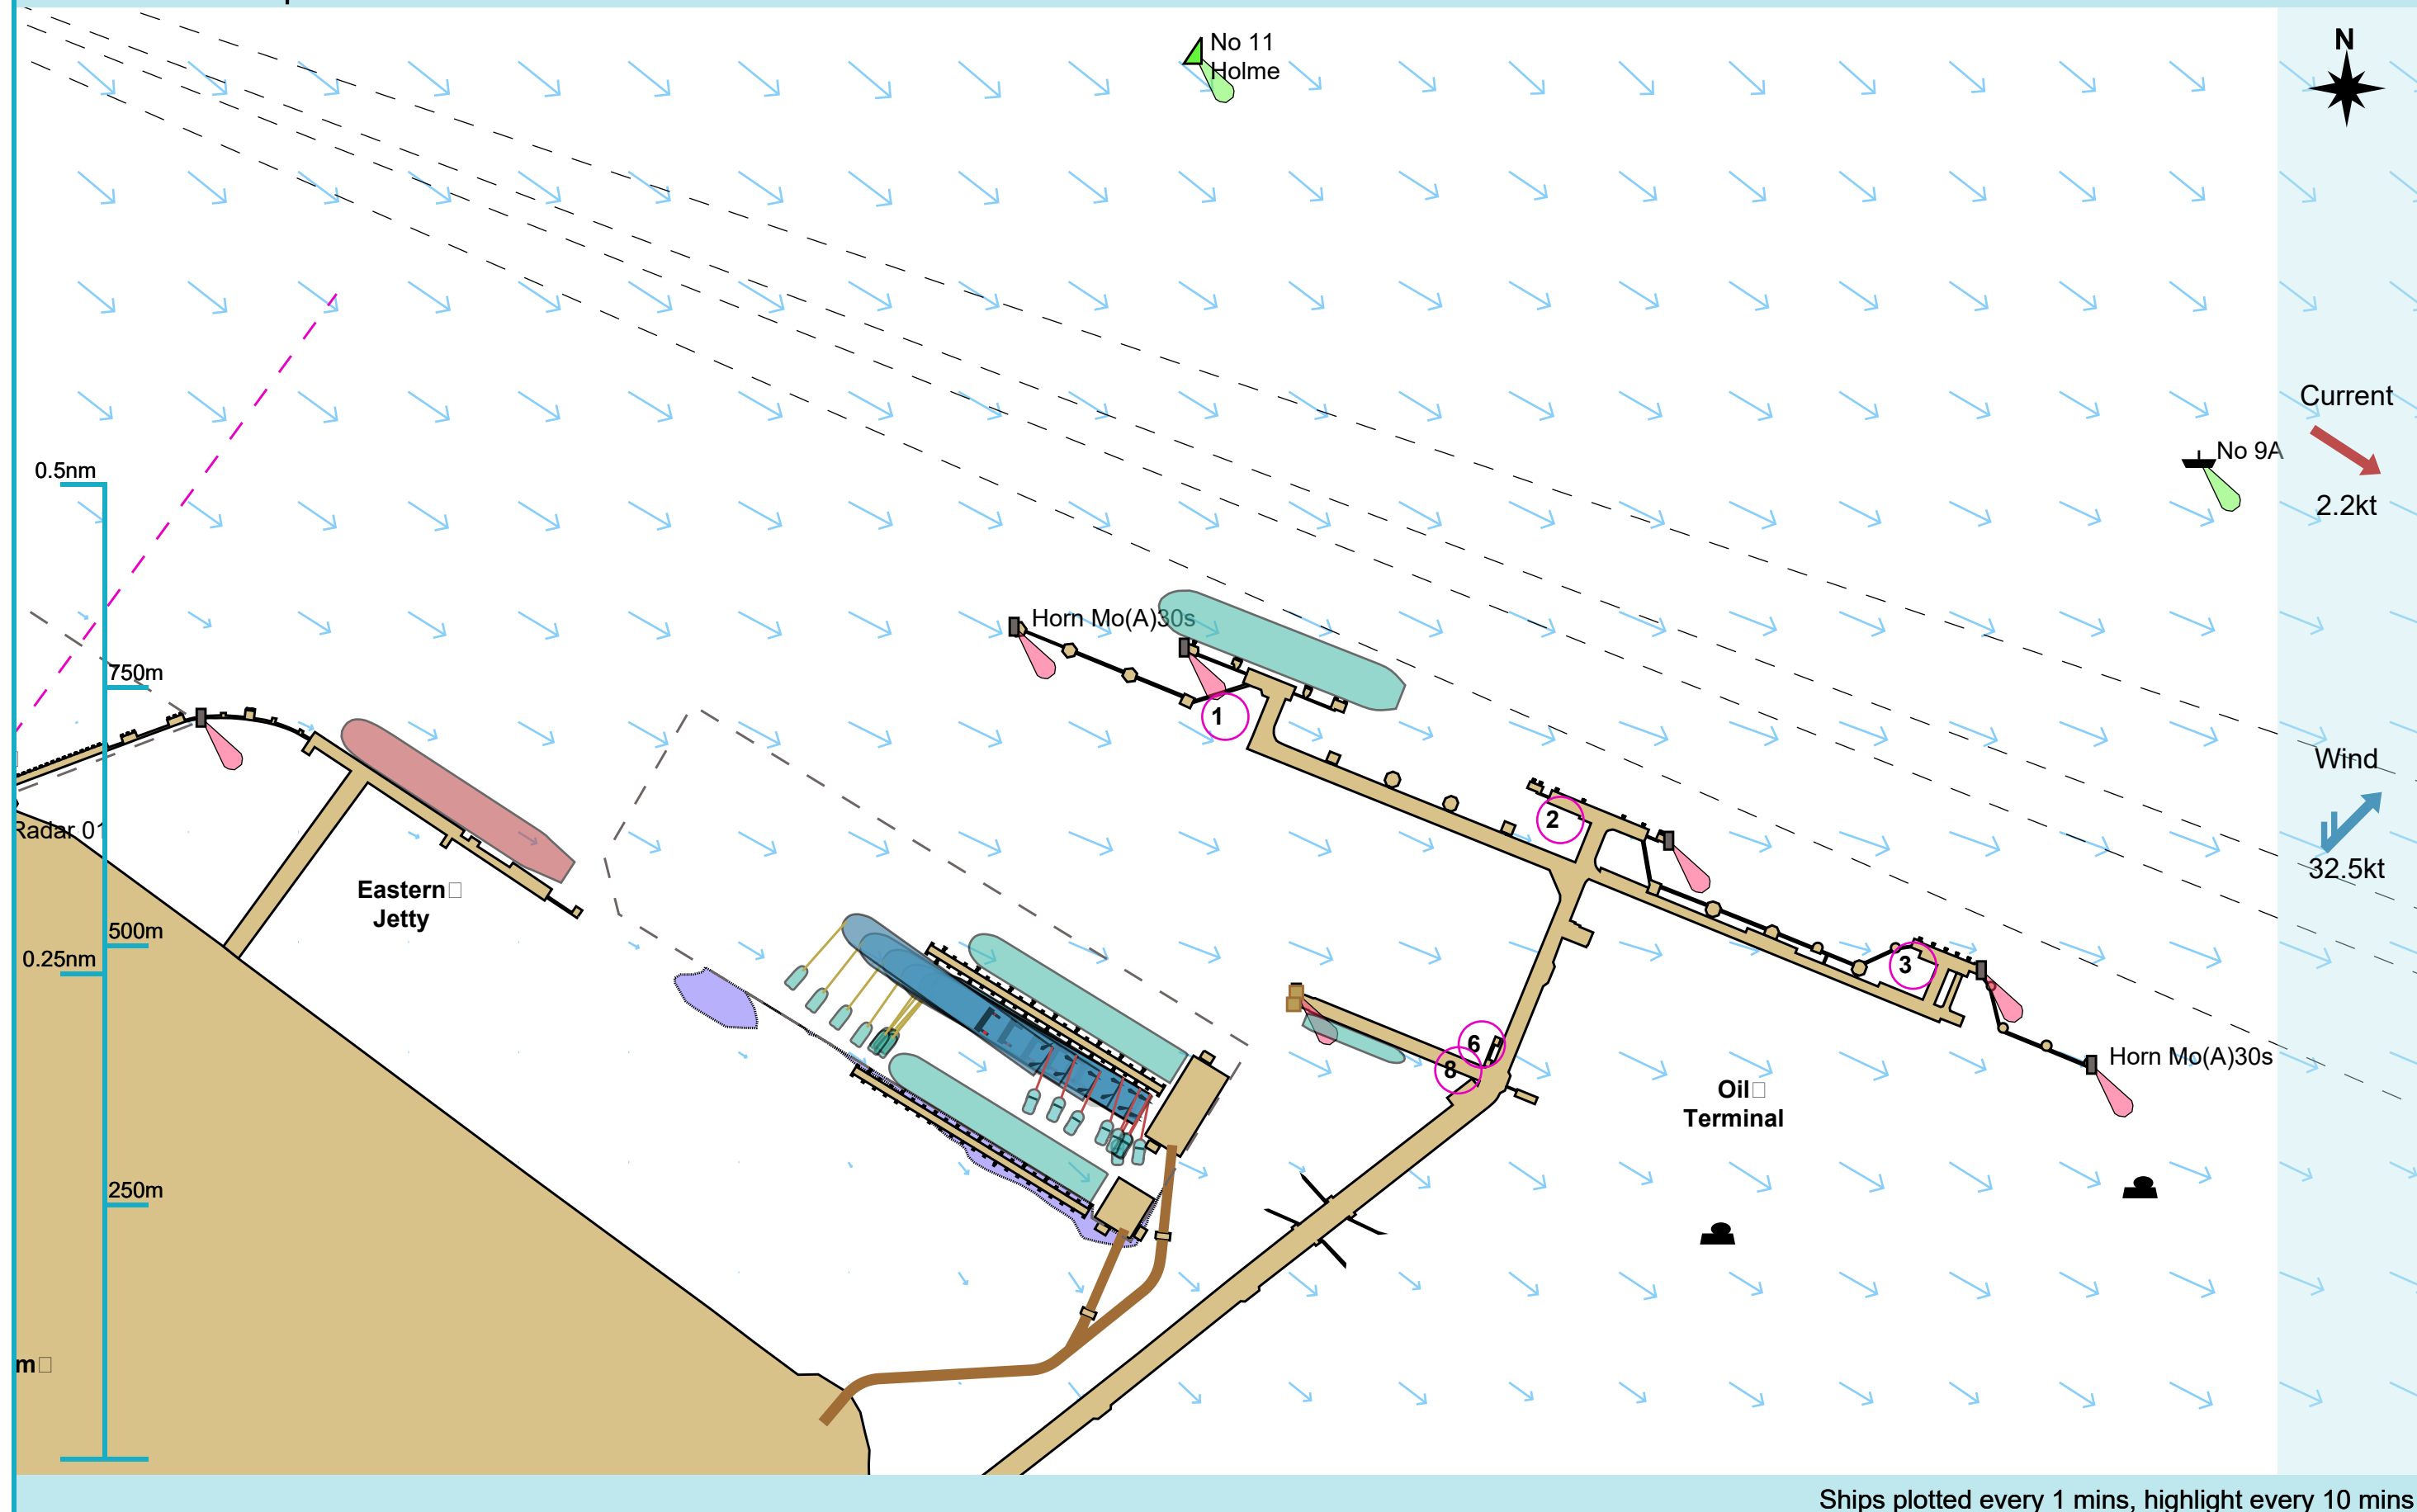 No 11
Holme
N
Current
2.2kt
No 9A
0.5nm
Horn Mo(A)30s
750m
1
Wind
32.5kt
2
Radar 01
Eastern
Jetty
500m
0.25nm
3
6
8
Horn Mo(A)30s
Oil
Terminal
250m
m
Ships plotted every 1 mins, highlight every 10 mins